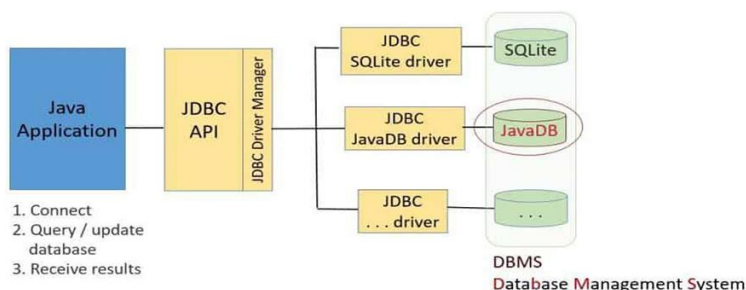 Java
Application
JDBC
API
JDBC Driver Manager
JDBC
SQLite driver
SQLite
JDBC
JavaDB driver
JavaDB
JDBC
. . . driver
. . .
1. Connect
2. Query / update
database
3. Receive results
DBMS
Database Management System